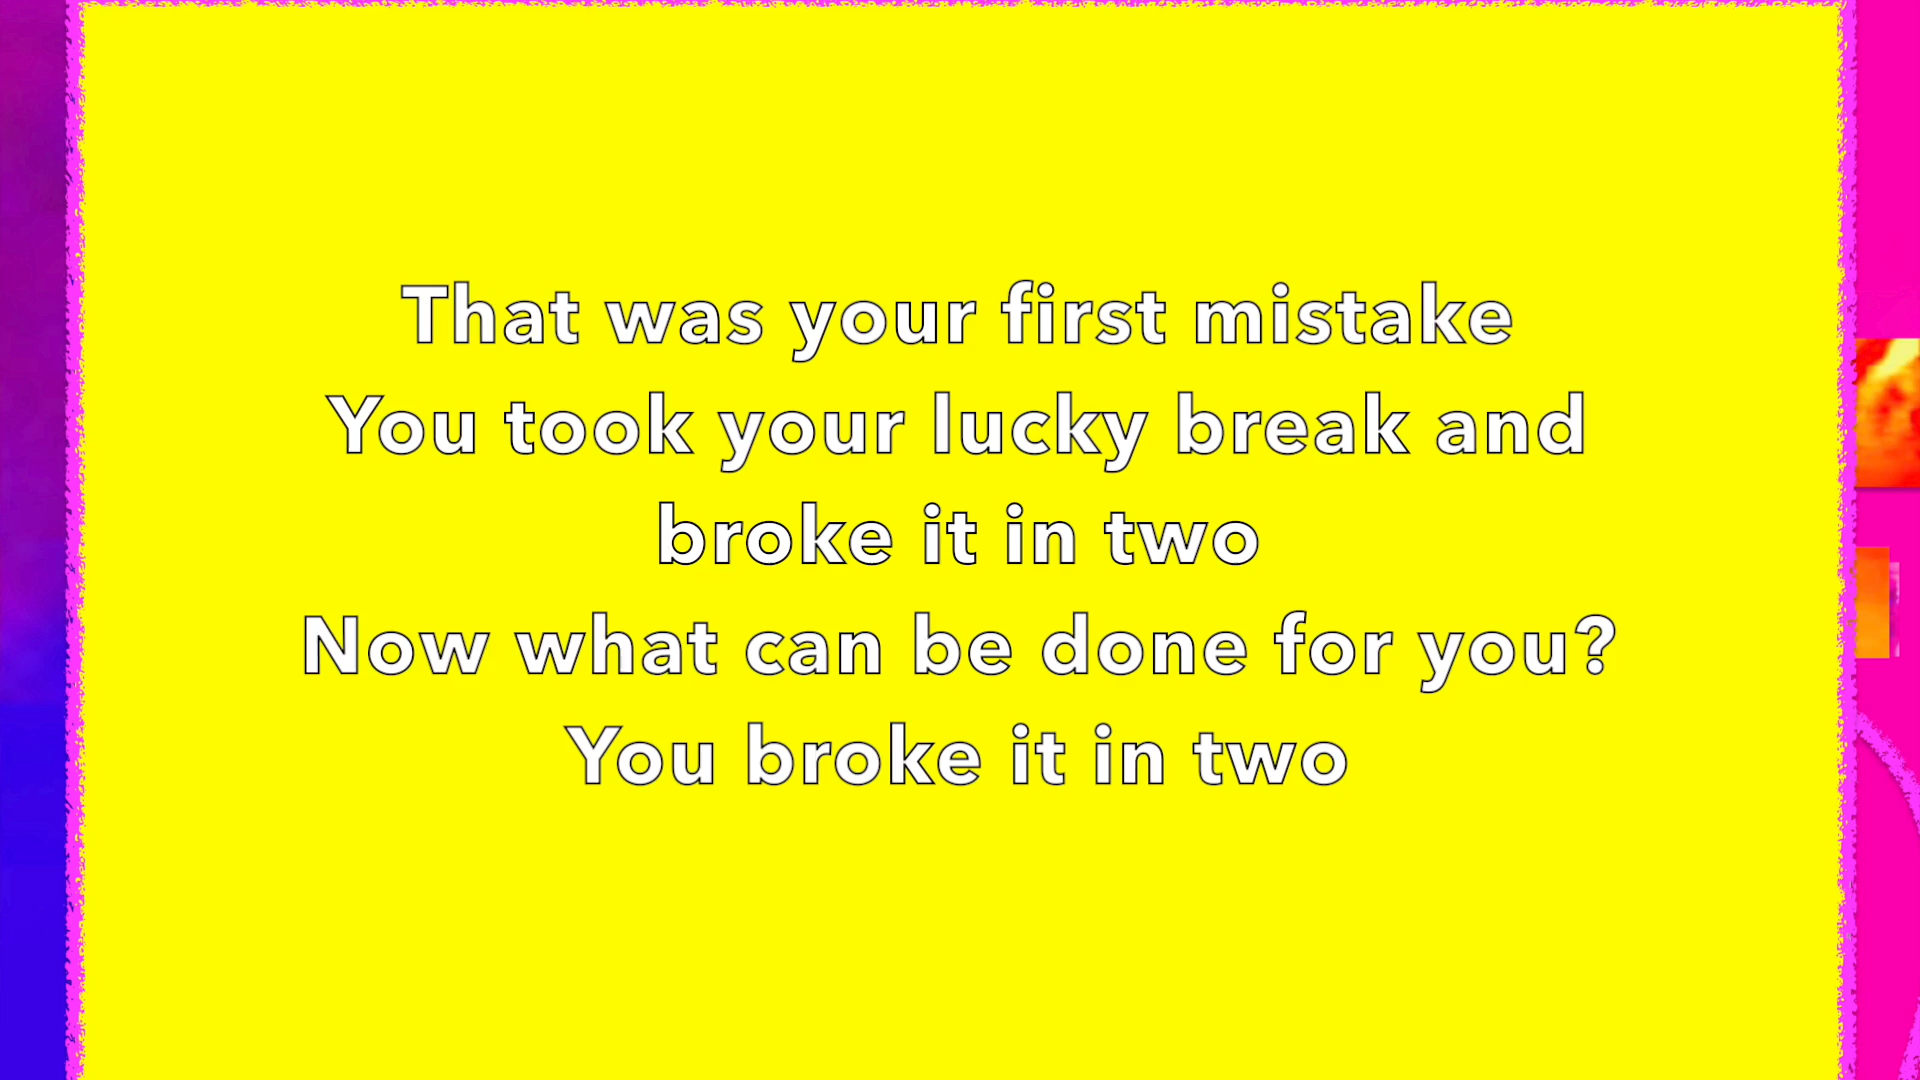 That was your first mistake
You took your lucky break and
broke it in two
Now what can be done for you?
You broke it in two